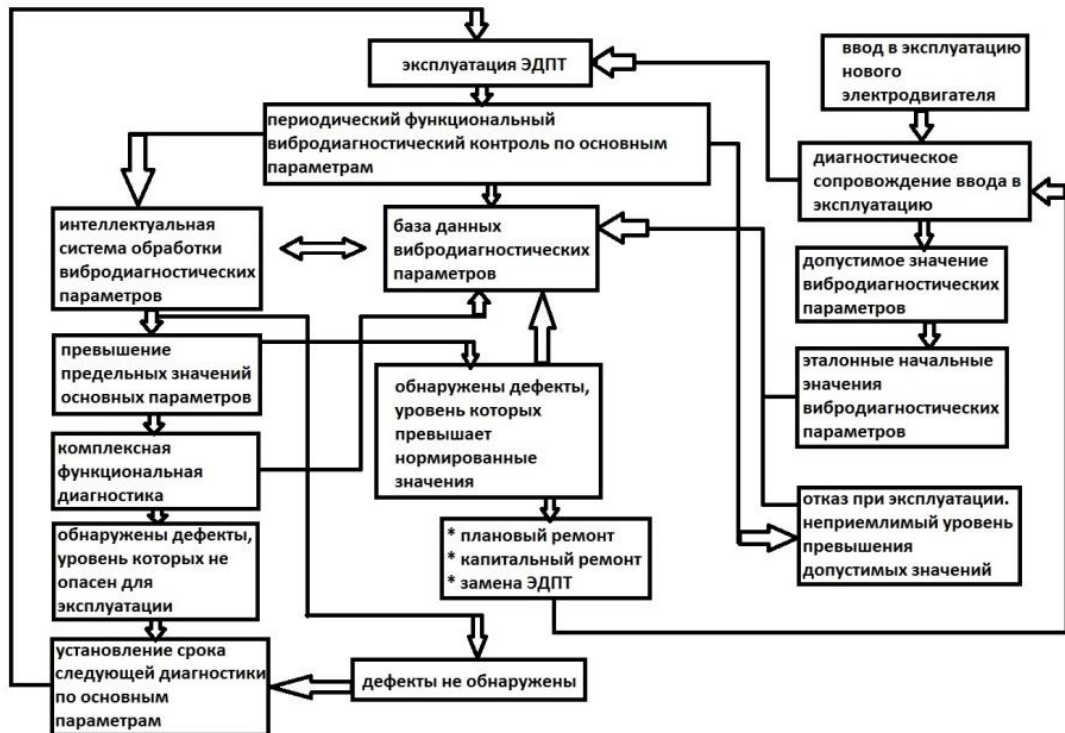 эксплуатация ЭДПТ
ввод в эксплуатацию
нового
электродвигателя
периодический функциональный
вибродиагностический контроль по основным
параметрам
диагностическое
сопровождение ввода в
эксплуатацию
интеллектуальная
система обработки
вибродиагностических
параметров
база данных
вибродиагностических
параметров
допустимое значение
вибродиагностических
параметров
превышение
предельных значений
основных параметров
обнаружены дефекты,
уровень которых
превышает
нормированные
значения
эталонные начальные
эначения
вибродиагностических
параметров
комплексная
функциональная
диагностика
обнаружены дефекты,
уровень которых не
опасен для
эксплуатации
* плановый ремонт
* капитальный ремонт
* замена ЭДПТ
отказ при эксплуатации.
неприемлимый уровень
превышения
допустимых значений
установление срока
следующей диагностики
по основным
параметрам
дефекты не обнаружены